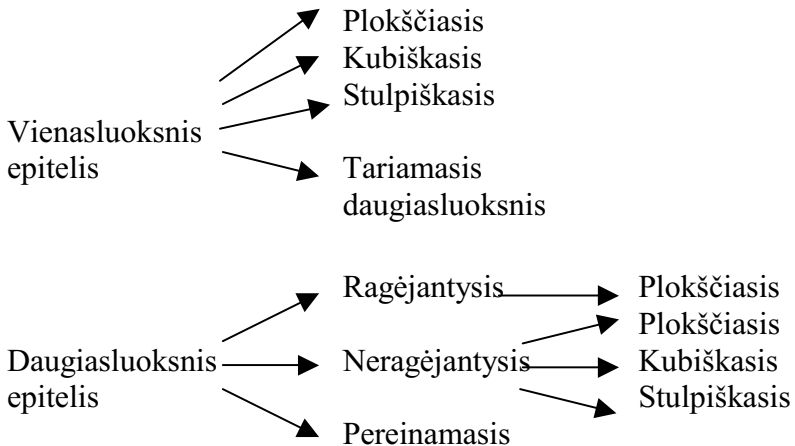 Plokščiasis
Kubiškasis
Stulpiškasis
Vienasluoksnis
epitelis
Tariamasis
daugiasluoksnis
Ragėjantysis
Plokščiasis
Plokščiasis
Daugiasluoksnis
epitelis
Neragėjantysis
Kubiškasis
Stulpiškasis
Pereinamasis